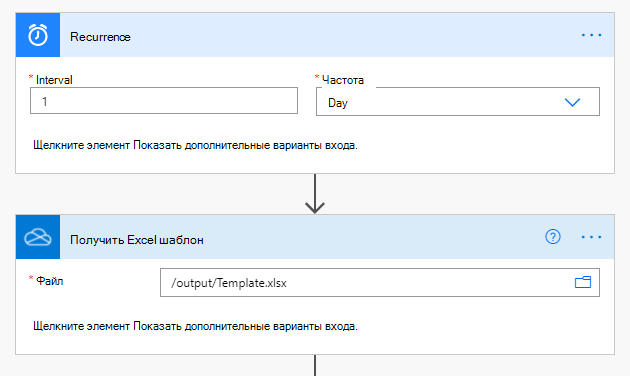 Recurrence
* Interval
* Частота
1
Day
Щелкните элемент Показать дополнительные варианты входа.
Получить Excel шаблон
* Файл
/output/Template.xlsx
Щелкните элемент Показать дополнительные варианты входа.